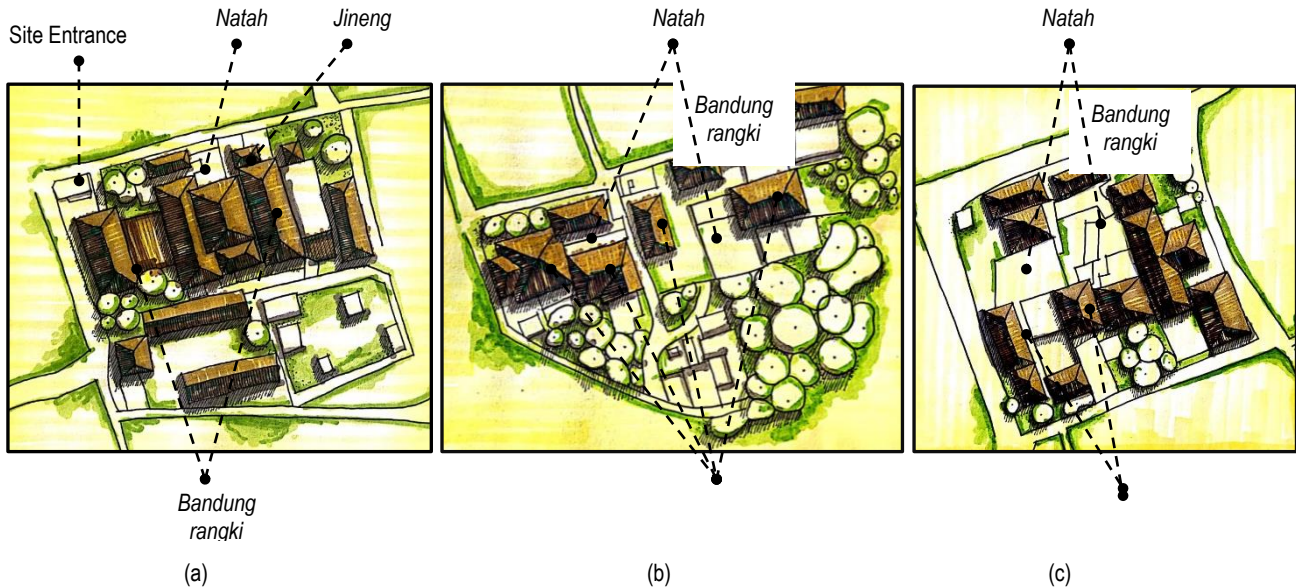 Natah
Jineng
Site Entrance
Natah
Natah
Bandung
rangki
Bandung
rangki
Bandung
rangki
(a)
(b)
(c)